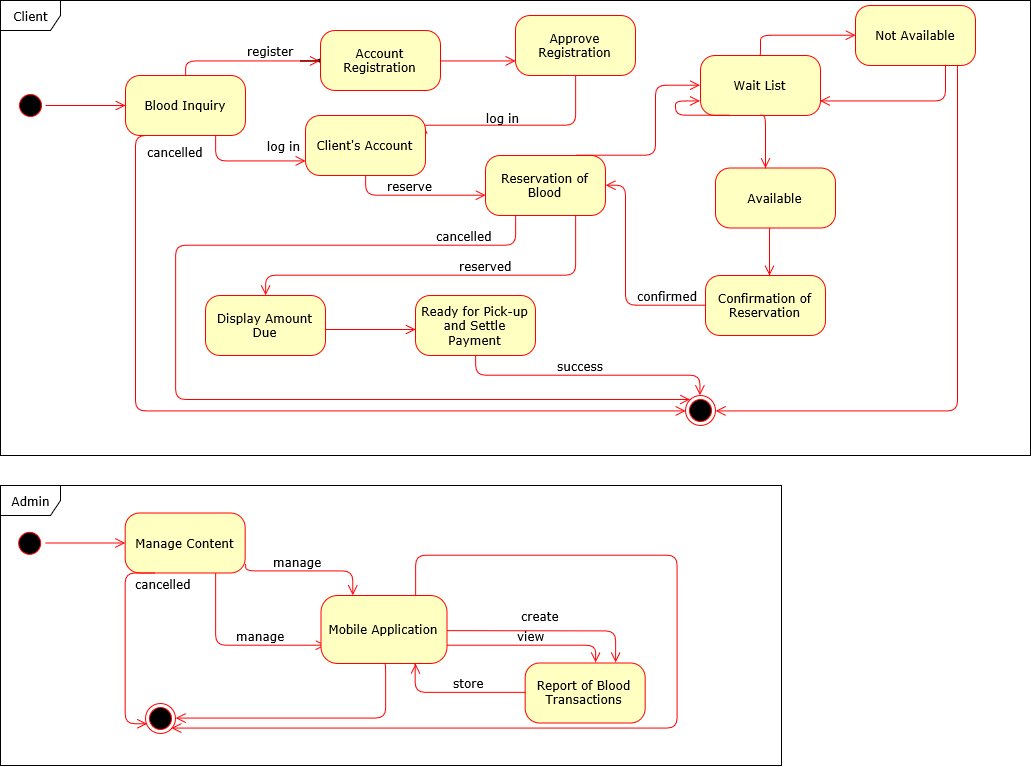 Client
Not Available
Approve
Registration
register
Account
Registration
Wait List
Blood Inquiry
log in
Client's Account
log in
cancelled
reserve
Reservation of
Blood
Available
cancelled
reserved
confirmed
Confirmation of
Reservation
Display Amount
Due
Ready for Pick-up
and Settle
Payment
success
Admin
Manage Content
manage
cancelled
create
Mobile Application
manage
view
store
Report of Blood
Transactions